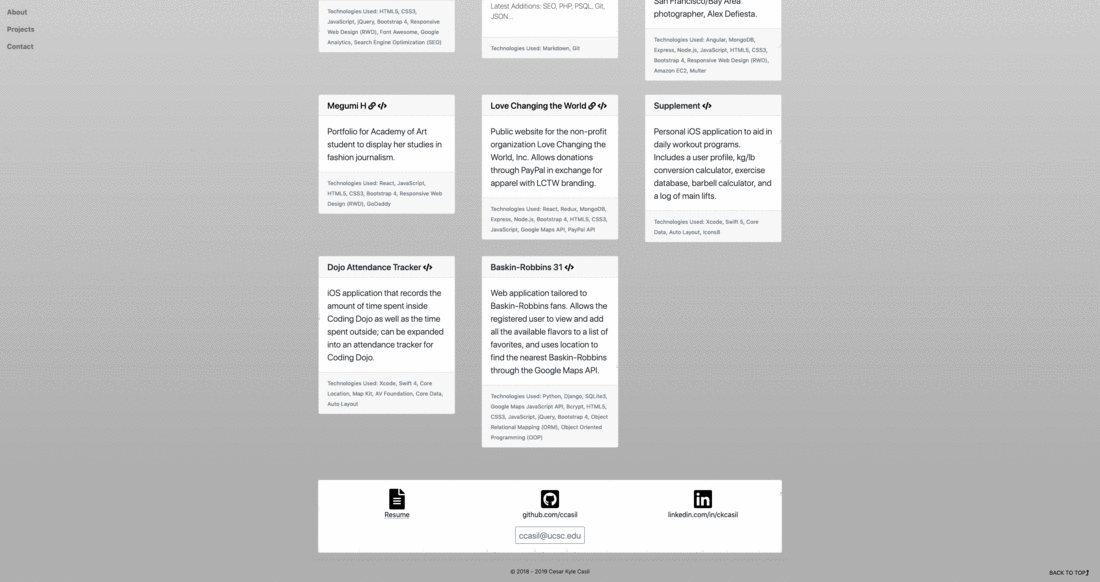 About
Projects
Contact
Technologies Used: HTML5, CSS3,
JavaScript, jQuery, Bootstrap 4, Responsive
Web Design (RWD), Font Awesome, Google
Analytics, Search Engine Optimization (SEO)
Latest Additions: SEO, PHP, PSQL, Git,
JSON...
Technologies Used: Markdown, Git
San Francisco/Bay Area
photographer, Alex Defiesta.
Technologies Used: Angular, MongoDB,
Express, Node.js, JavaScript, HTML5, CSS3,
Bootstrap 4, Responsive Web Design (RWD),
Amazon EC2, Multer
Megumi H
Portfolio for Academy of Art
student to display her studies in
fashion journalism.
Technologies Used: React, JavaScript,
HTML5, CSS3, Bootstrap 4, Responsive Web
Design (RWD), GoDaddy
Love Changing the World
Public website for the non-profit
organization Love Changing the
World, Inc. Allows donations
through PayPal in exchange for
apparel with LCTW branding.
Technologies Used: React, Redux, MongoDB,
Express, Node.js, Bootstrap 4, HTML5, CSS3,
JavaScript, Google Maps API, PayPal API
Supplement
Personal iOS application to aid in
daily workout programs.
Includes a user profile, kg/lb
conversion calculator, exercise
database, barbell calculator, and
a log of main lifts.
Technologies Used: Xcode, Swift 5, Core
Data, Auto Layout, Icons8
Dojo Attendance Tracker
iOS application that records the
amount of time spent inside
Coding Dojo as well as the time
spent outside; can be expanded
into an attendance tracker for
Coding Dojo.
Technologies Used: Xcode, Swift 4, Core
Location, Map Kit, AV Foundation, Core Data,
Auto Layout
Baskin-Robbins 31
Web application tailored to
Baskin-Robbins fans. Allows the
registered user to view and add
all the available flavors to a list of
favorites, and uses location to
find the nearest Baskin-Robbins
through the Google Maps API.
Technologies Used: Python, Django, SQLite3,
Google Maps JavaScript API, Bcrypt, HTML5,
CSS3, JavaScript, jQuery, Bootstrap 4, Object
Relational Mapping (ORM), Object Oriented
Programming (OOP)
Resume
github.com/ccasil
linkedin.com/in/ckcasil
ccasil@ucsc.edu
© 2018 - 2019 Cesar Kyle Casil
BACK TO TOP